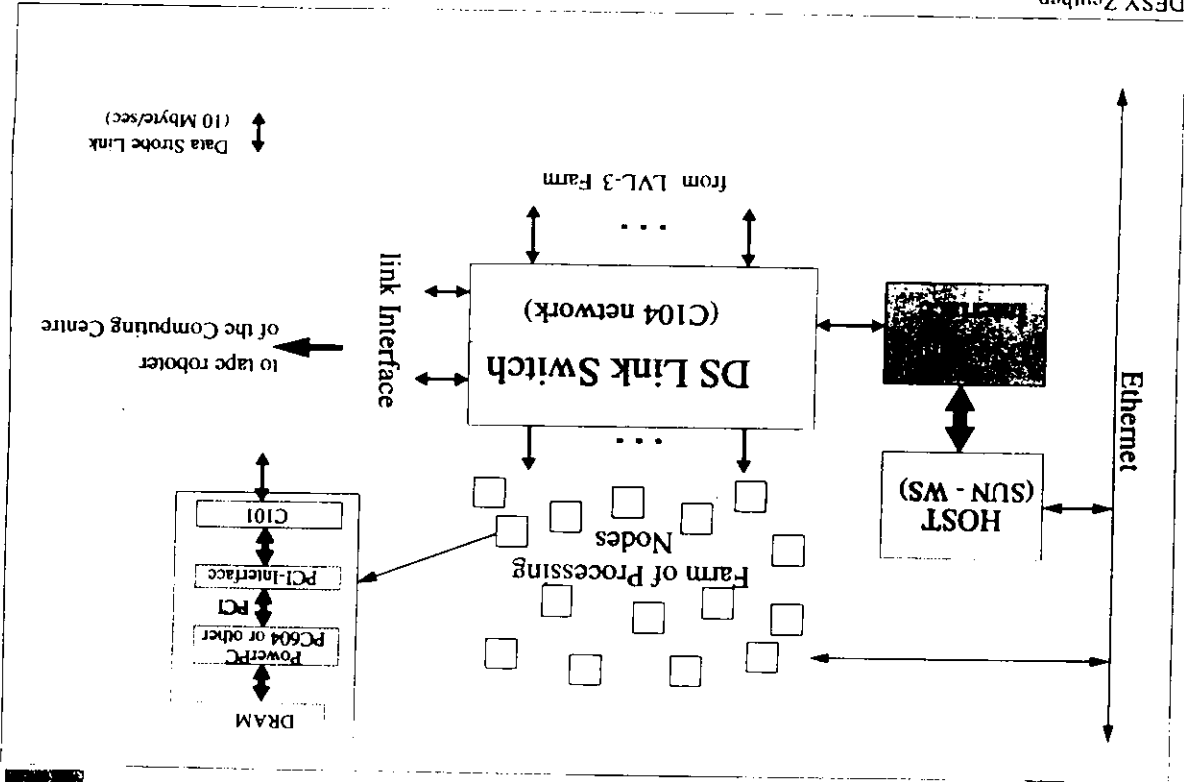 DRAM
PowerPC
PC604 or other
PCI
PCI-Interface
C101
Farm of Processing
Nodes
HOST
(SUN - WS)
Ethernet
Interface
. . .
DS Link Switch
(C104 network)
. . .
link Interface
to tape roboter
of the Computing Centre
from LVL-3 Farm
Data Strobe Link
(10 Mbyte/sec)
DESY Zeuthen